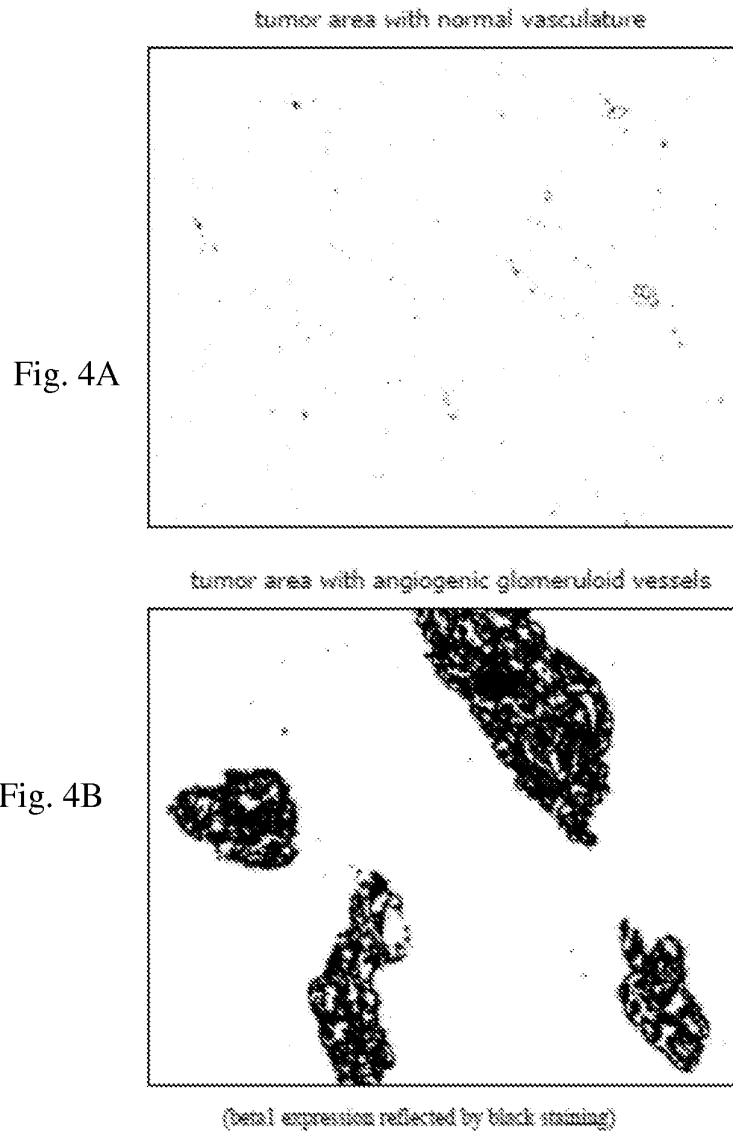 tumor area with normal vasculature
Fig. 4A
tumor area with angiogenic glomeruloid vessels
Fig. 4B
(beta1 expression reflected by black staining)